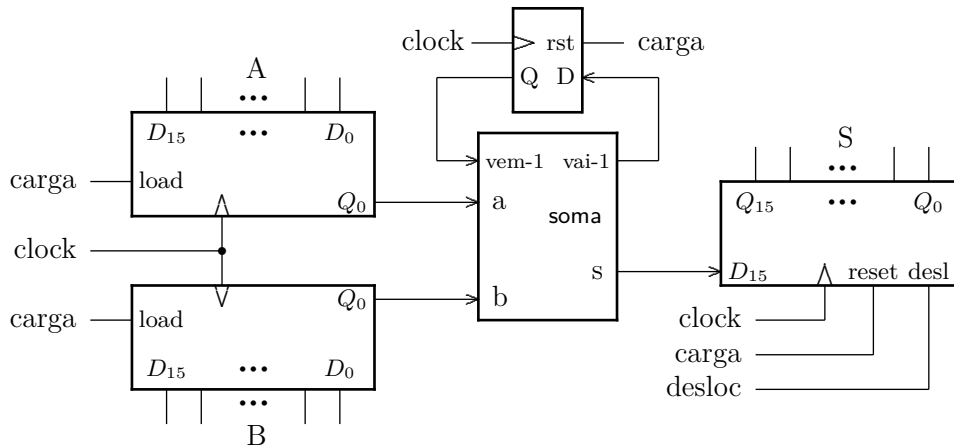 clock rst carga
Q D
A
•••
D15 ••• D0
carga load
Q0
clock
Q0
carga load
D15 ••• D0
•••
B
vem-1 vai-1
a
soma
s
b
S
•••
Q15 ••• Q0
D15 reset desl
clock
carga
desloc